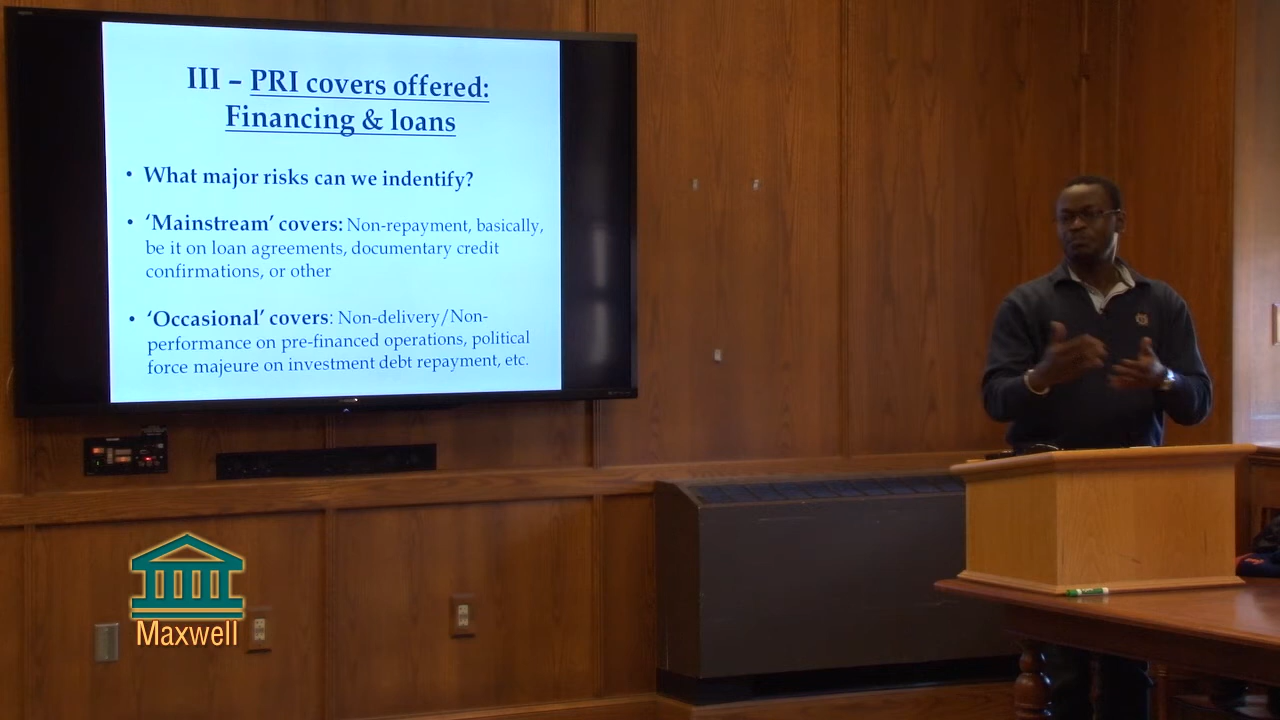 III – PRI covers offered:
Financing & loans
• What major risks can we indentify?
• ‘Mainstream’ covers: Non-repayment, basically,
be it on loan agreements, documentary credit
confirmations, or other
• ‘Occasional’ covers: Non-delivery/Non-
performance on pre-financed operations, political
force majeure on investment debt repayment, etc.
Maxwell